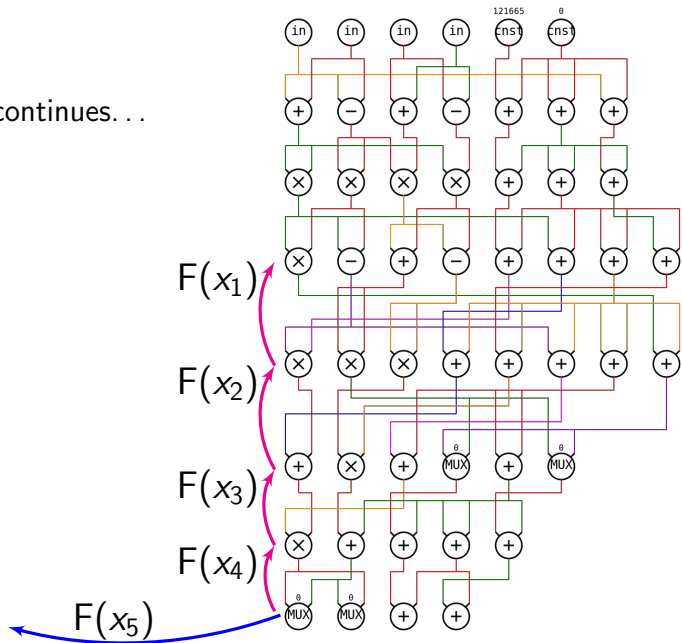 121665 0
in in in in cnst cnst
continues. . .
+ − + − + + +
× × × × + + +
× − + − + + + +
F(x₁)
× × × + + + + +
F(x₂)
0 0
+ × + MUX + MUX
F(x₃)
× + + + +
F(x₄)
0 0
MUX MUX + +
F(x₅)